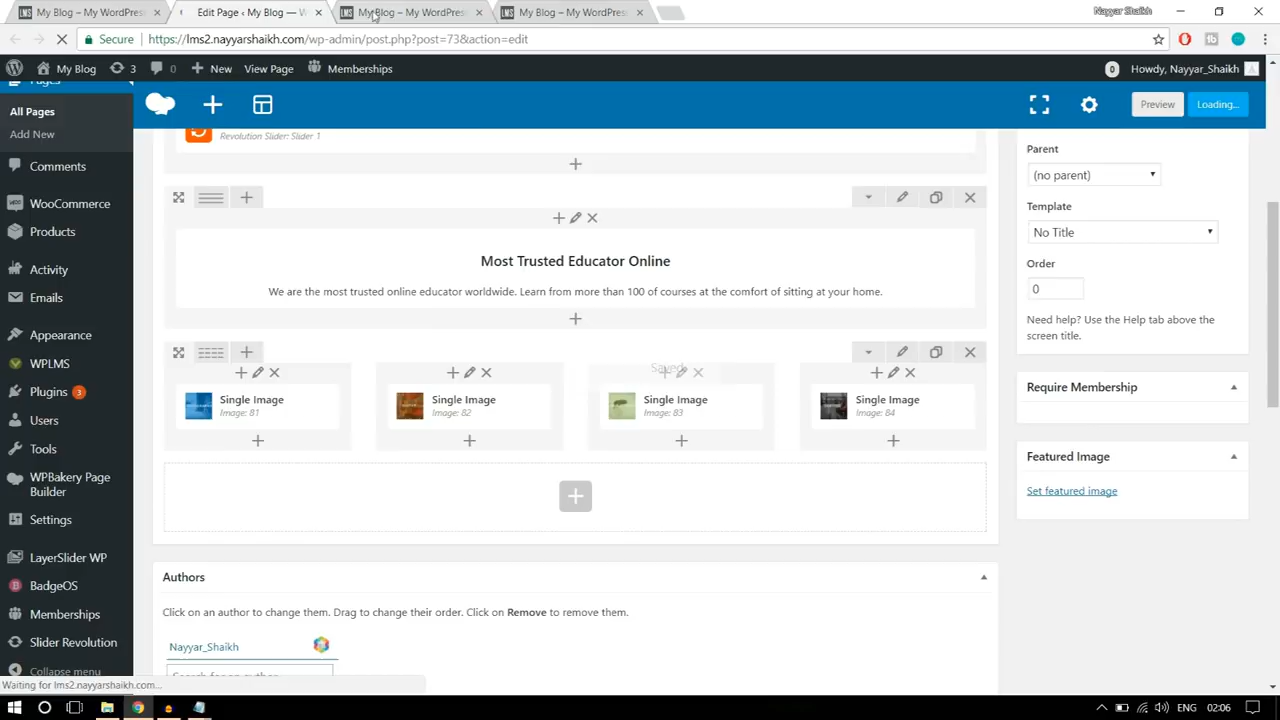 My Blog – My WordPress
Edit Page ‹ My Blog — W
My Blog – My WordPress
My Blog – My WordPress
Nayyar Shaikh
Secure
https://lms2.nayyarshaikh.com/wp-admin/post.php?post=73&action=edit
My Blog
3
0
New
View Page
Memberships
0
Howdy, Nayyar_Shaikh
Pages
All Pages
Add New
Comments
WooCommerce
Products
Activity
Emails
Appearance
WPLMS
Plugins 3
Users
Tools
WPBakery Page
Builder
Settings
LayerSlider WP
BadgeOS
Memberships
Slider Revolution
Collapse menu
Preview
Loading...
Revolution Slider: Slider 1
Most Trusted Educator Online
We are the most trusted online educator worldwide. Learn from more than 100 of courses at the comfort of sitting at your home.
Saved
Single Image
Image: 81
Single Image
Image: 82
Single Image
Image: 83
Single Image
Image: 84
Authors
Click on an author to change them. Drag to change their order. Click on Remove to remove them.
Nayyar_Shaikh
Search for an author
Parent
(no parent)
Template
No Title
Order
0
Need help? Use the Help tab above the
screen title.
Require Membership
Featured Image
Set featured image
Waiting for lms2.nayyarshaikh.com...
ENG
02:06